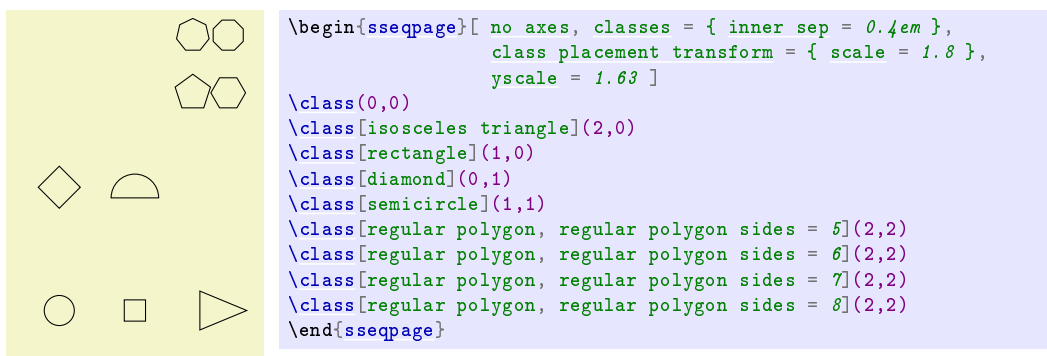 \begin{sseqpage}[ no axes, classes = { inner sep = 0.4em },
class placement transform = { scale = 1.8 },
yscale = 1.63 ]
\class(0,0)
\class[isosceles triangle](2,0)
\class[rectangle](1,0)
\class[diamond](0,1)
\class[semicircle](1,1)
\class[regular polygon, regular polygon sides = 5](2,2)
\class[regular polygon, regular polygon sides = 6](2,2)
\class[regular polygon, regular polygon sides = 7](2,2)
\class[regular polygon, regular polygon sides = 8](2,2)
\end{sseqpage}